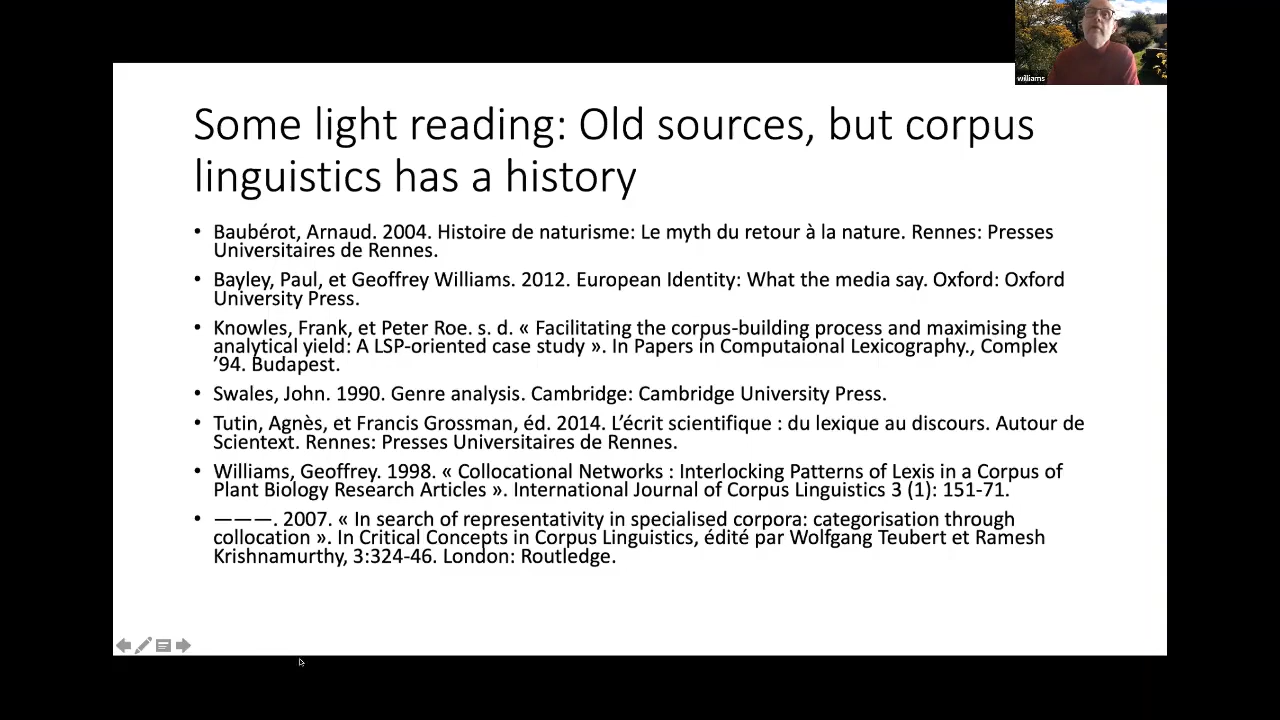 williams
Some light reading: Old sources, but corpus
linguistics has a history
• Baubérot, Arnaud. 2004. Histoire de naturisme: Le myth du retour à la nature. Rennes: Presses
Universitaires de Rennes.
• Bayley, Paul, et Geoffrey Williams. 2012. European Identity: What the media say. Oxford: Oxford
University Press.
• Knowles, Frank, et Peter Roe. s. d. « Facilitating the corpus-building process and maximising the
analytical yield: A LSP-oriented case study ». In Papers in Computaional Lexicography., Complex
’94. Budapest.
• Swales, John. 1990. Genre analysis. Cambridge: Cambridge University Press.
• Tutin, Agnès, et Francis Grossman, éd. 2014. L’écrit scientifique : du lexique au discours. Autour de
Scientext. Rennes: Presses Universitaires de Rennes.
• Williams, Geoffrey. 1998. « Collocational Networks : Interlocking Patterns of Lexis in a Corpus of
Plant Biology Research Articles ». International Journal of Corpus Linguistics 3 (1): 151-71.
• ———. 2007. « In search of representativity in specialised corpora: categorisation through
collocation ». In Critical Concepts in Corpus Linguistics, édité par Wolfgang Teubert et Ramesh
Krishnamurthy, 3:324-46. London: Routledge.